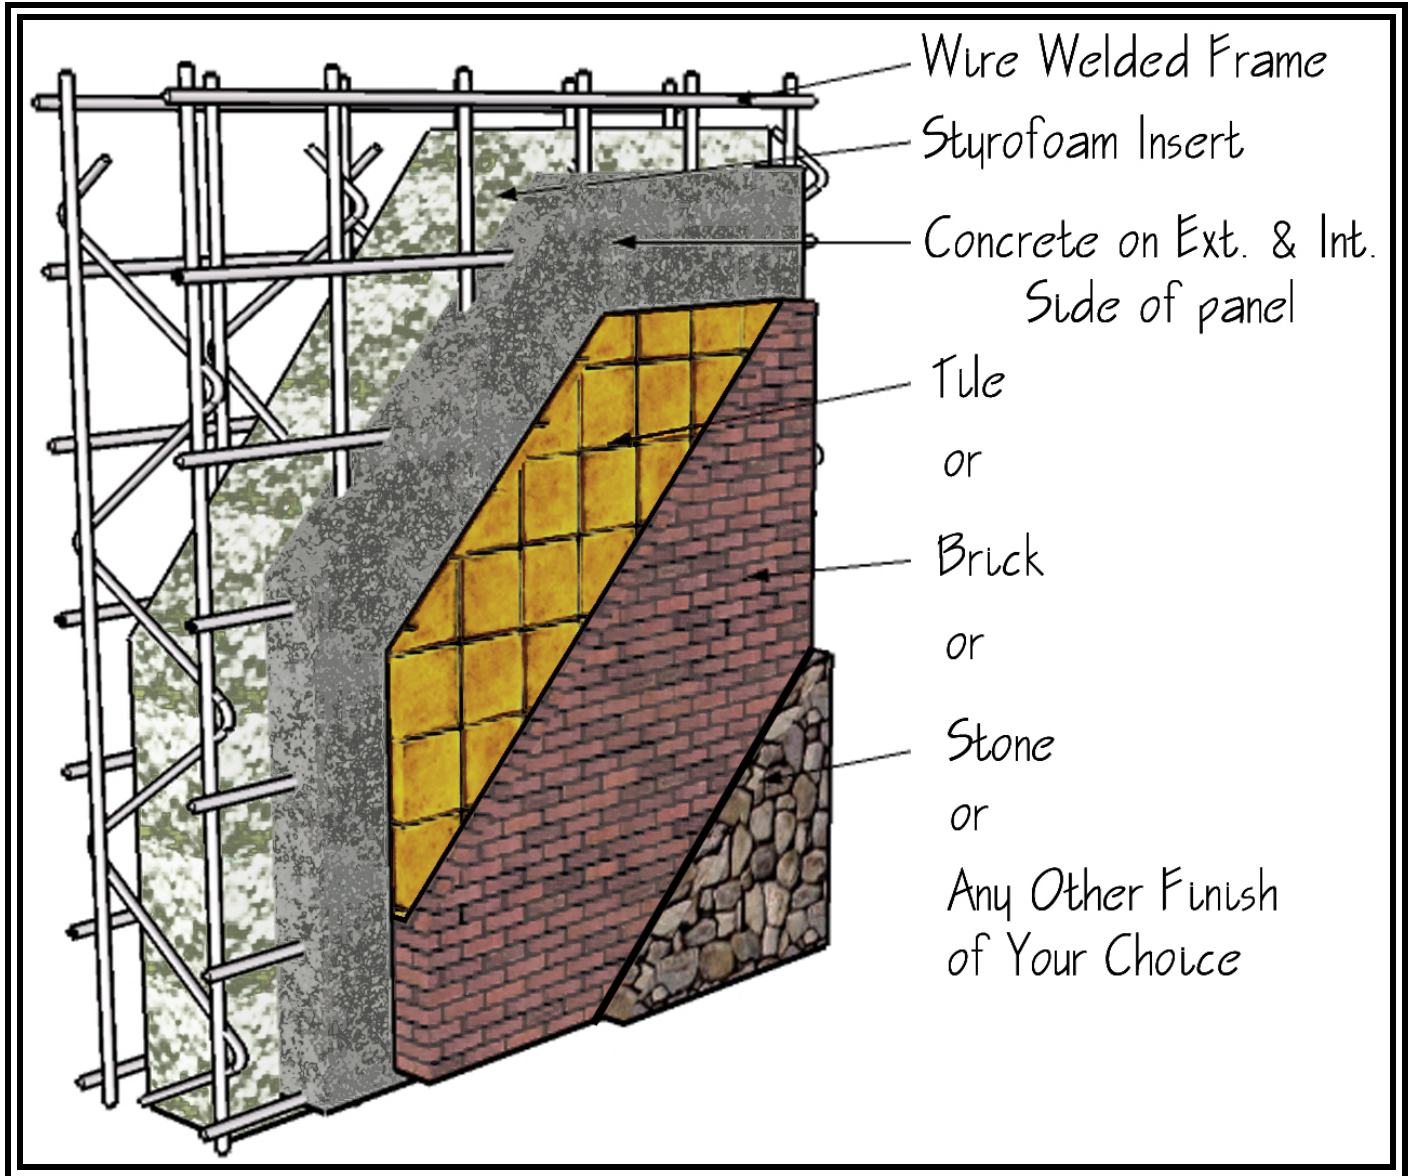 Wire Welded Frame
Styrofoam Insert
Concrete on Ext. & Int.
Side of panel
Tile
or
Brick
or
Stone
or
Any Other Finish
of Your Choice